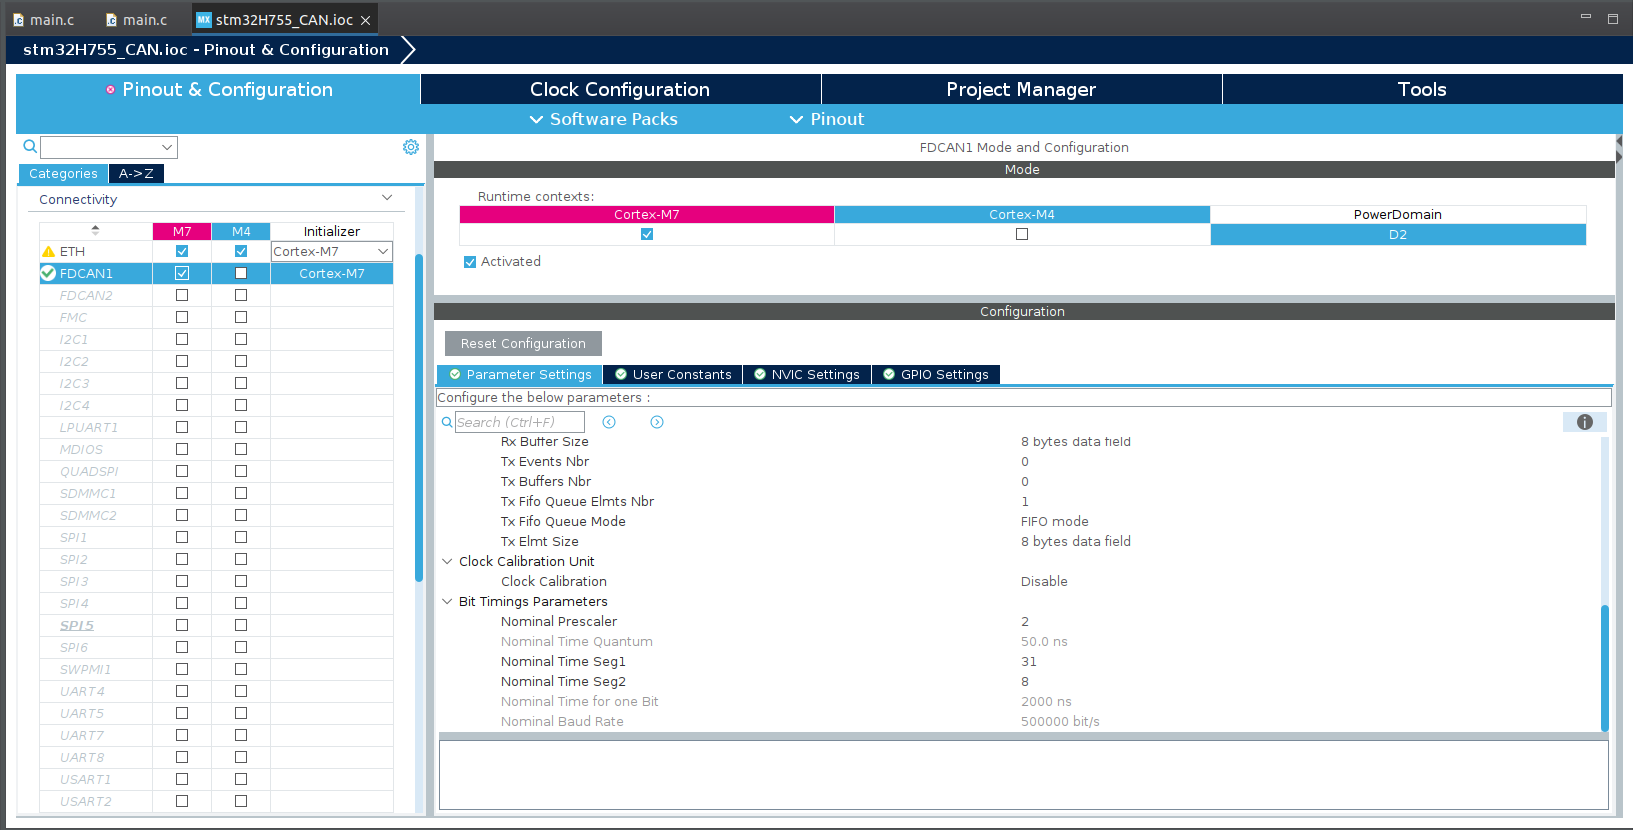 main.c main.c stm32H755_CAN.ioc
stm32H755_CAN.ioc - Pinout & Configuration
Pinout & Configuration Clock Configuration Project Manager Tools
Software Packs Pinout
Categories A->Z
Connectivity
M7 M4 Initializer
ETH Cortex-M7
FDCAN1 Cortex-M7
FDCAN2
FMC
I2C1
I2C2
I2C3
I2C4
LPUART1
MDIOS
QUADSPI
SDMMC1
SDMMC2
SPI1
SPI2
SPI3
SPI4
SPI5
SPI6
SWPMI1
UART4
UART5
UART7
UART8
USART1
USART2
FDCAN1 Mode and Configuration
Mode
Runtime contexts:
Cortex-M7 Cortex-M4 PowerDomain
D2
Activated
Configuration
Reset Configuration
Parameter Settings User Constants NVIC Settings GPIO Settings
Configure the below parameters :
Search (Ctrl+F)
Rx Buffer Size 8 bytes data field
Tx Events Nbr 0
Tx Buffers Nbr 0
Tx Fifo Queue Elmts Nbr 1
Tx Fifo Queue Mode FIFO mode
Tx Elmt Size 8 bytes data field
Clock Calibration Unit
Clock Calibration Disable
Bit Timings Parameters
Nominal Prescaler 2
Nominal Time Quantum 50.0 ns
Nominal Time Seg1 31
Nominal Time Seg2 8
Nominal Time for one Bit 2000 ns
Nominal Baud Rate 500000 bit/s